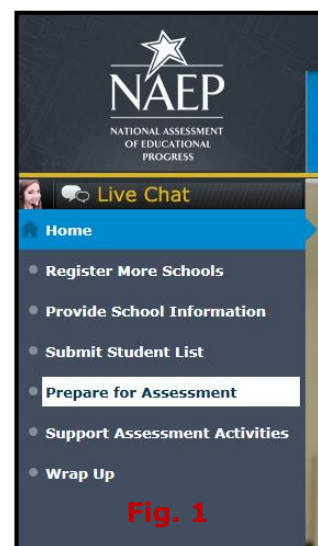 NAEP
NATIONAL ASSESSMENT
OF EDUCATIONAL
PROGRESS
Live Chat
Home
Register More Schools
Provide School Information
Submit Student List
Prepare for Assessment
Support Assessment Activities
Wrap Up
Fig. 1